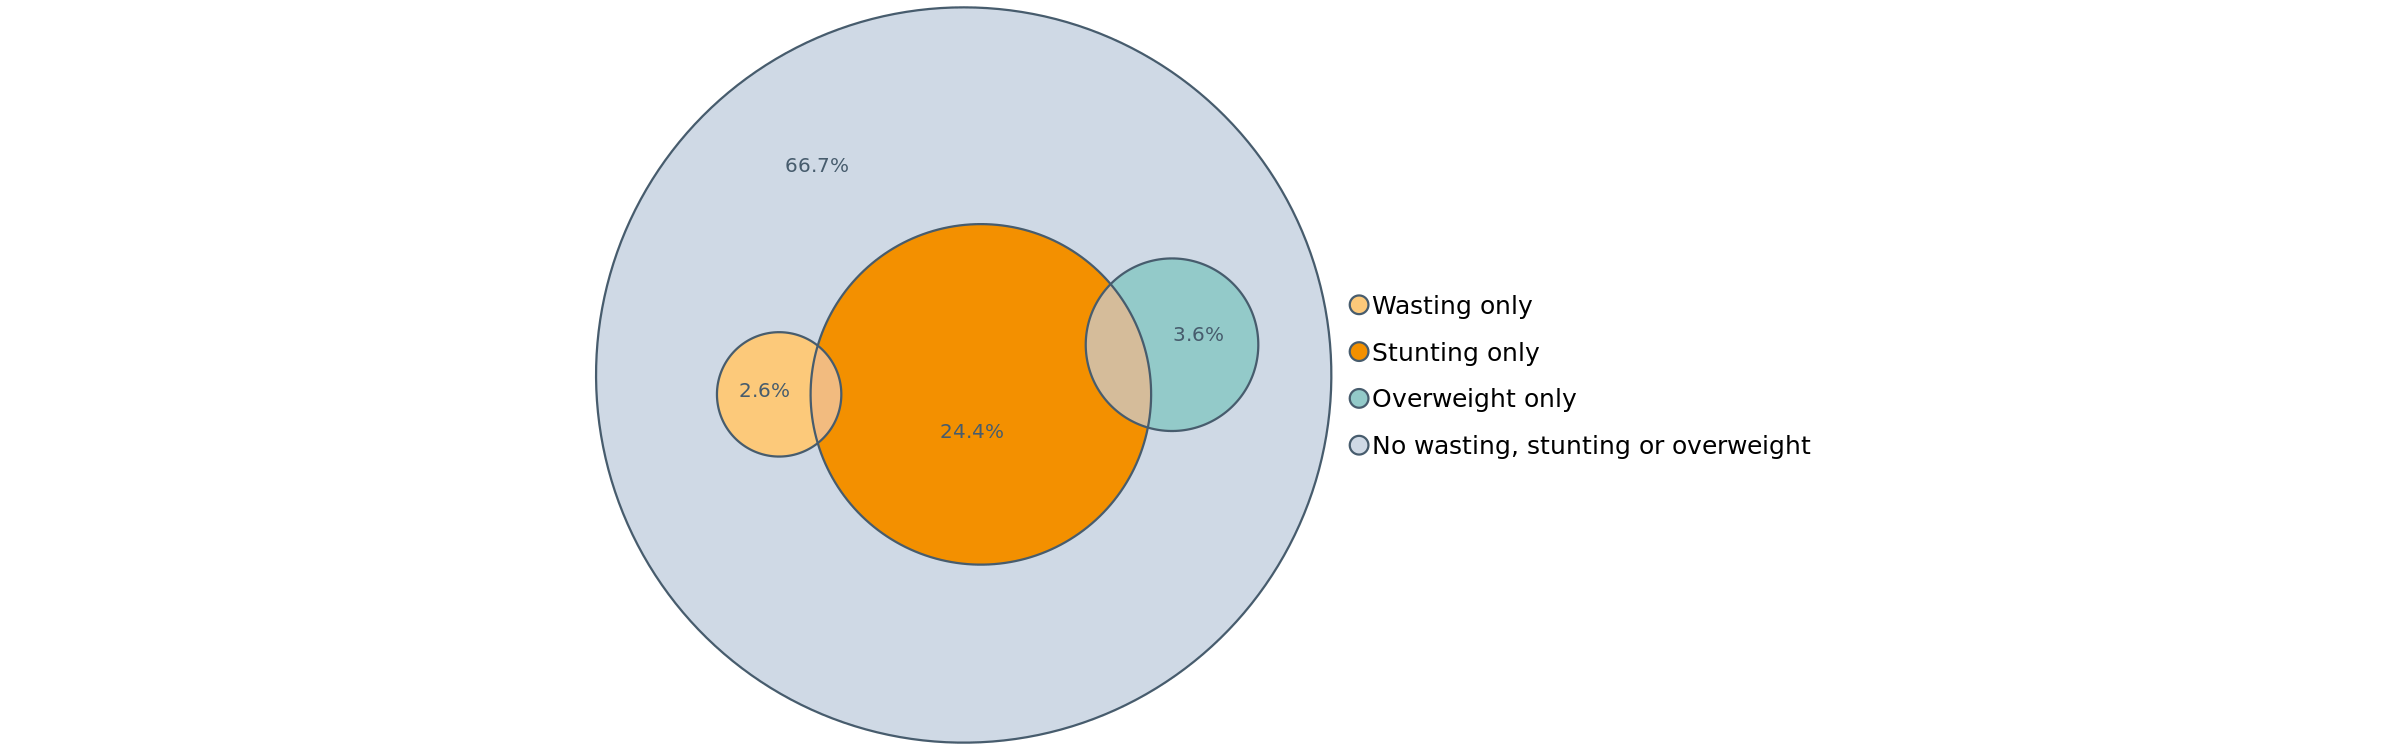 66.7%
3.6%
2.6%
24.4%
Wasting only
Stunting only
Overweight only
No wasting, stunting or overweight